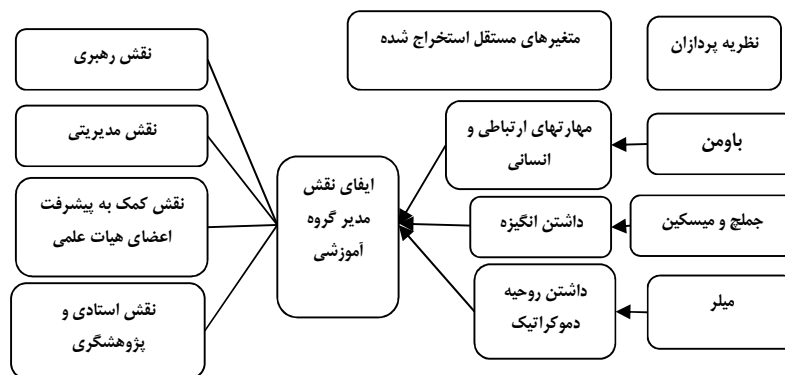 نظریه پردازان
متغیرهای مستقل استخراج شده
باومن
مهارتهای ارتباطی و
انسانی
جملچ و میسکین
داشتن انگیزه
میلر
داشتن روحیه
دموکراتیک
ایفای نقش
مدیر گروه
آموزشی
نقش رهبری
نقش مدیریتی
نقش کمک به پیشرفت
اعضای هیات علمی
نقش استادی و
پژوهشگری